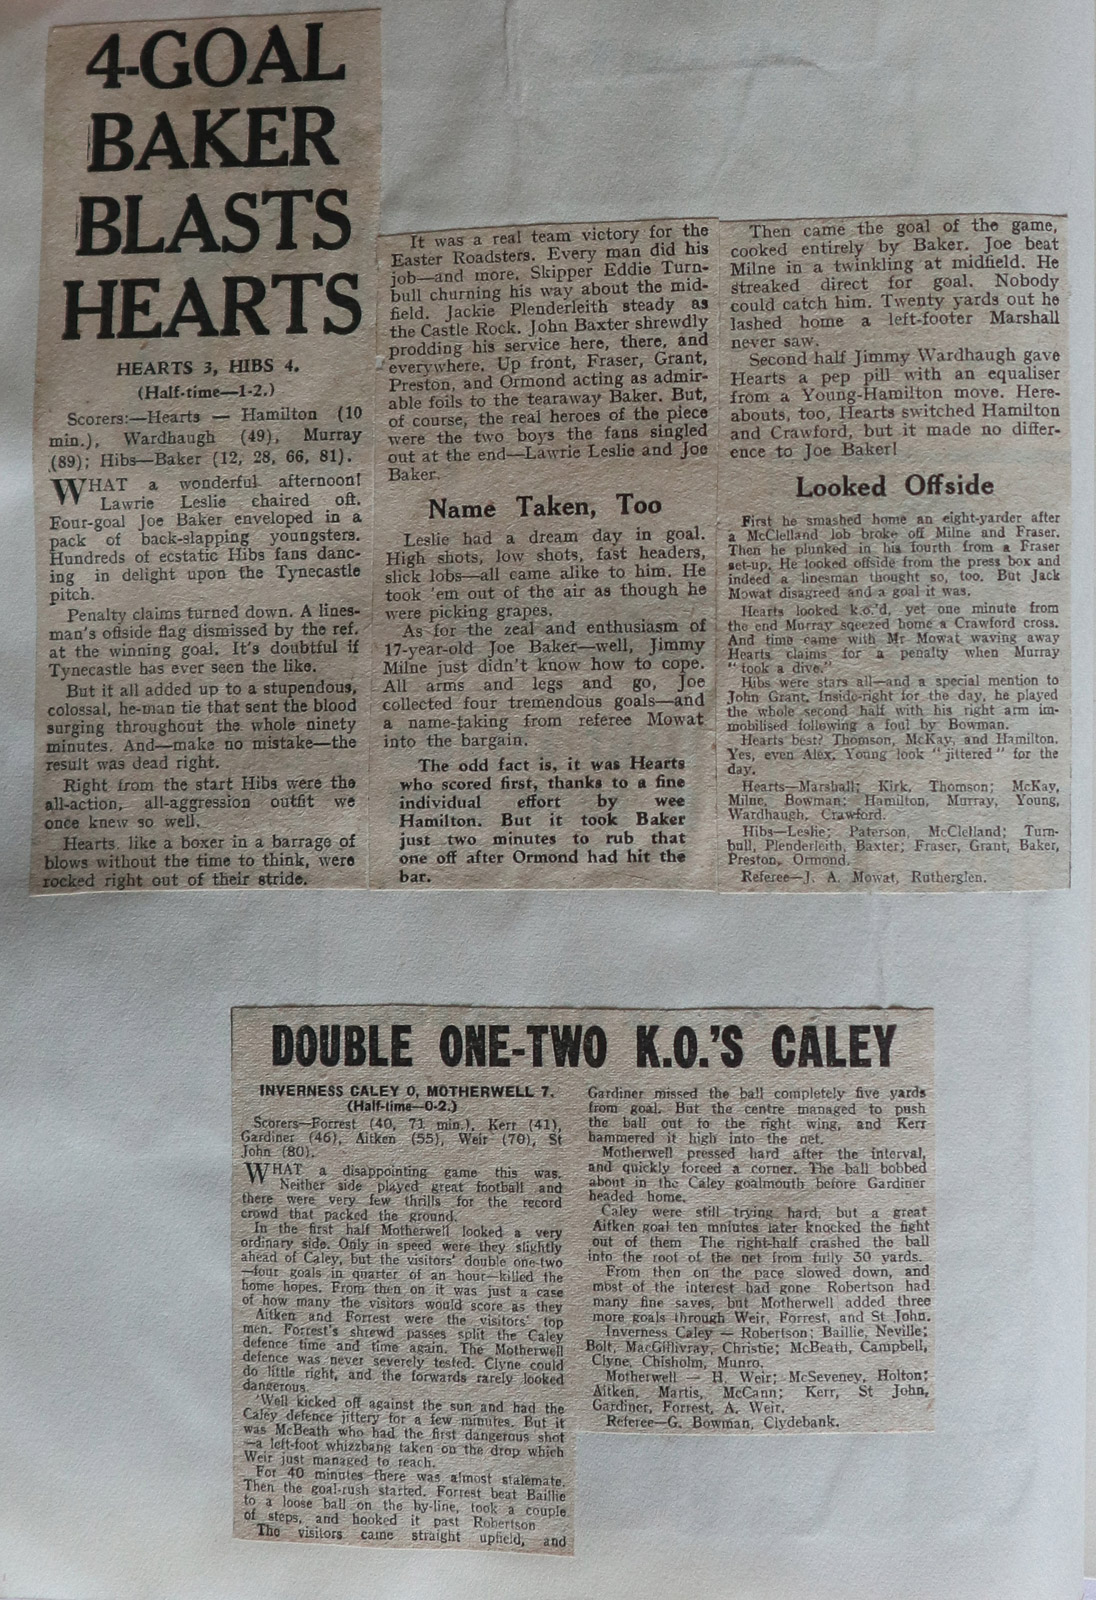 4-GOAL
BAKER
BLASTS
HEARTS
HEARTS 3, HIBS 4.
(Half-time—1-2.)
Scorers:—Hearts — Hamilton (10
min.), Wardhaugh (49), Murray
(89); Hibs—Baker (12, 28, 66, 81).
WHAT a wonderful afternoon!
Lawrie Leslie chaired oft.
Four-goal Joe Baker enveloped in a
pack of back-slapping youngsters.
Hundreds of ecstatic Hibs fans danc-
ing in delight upon the Tynecastle
pitch.
Penalty claims turned down. A lines-
man's offside flag dismissed by the ref.
at the winning goal. It's doubtful if
Tynecastle has ever seen the like.
But it all added up to a stupendous,
colossal, he-man tie that sent the blood
surging throughout the whole ninety
minutes. And—make no mistake—the
result was dead right.
Right from the start Hibs were the
all-action, all-aggression outfit we
once knew so well.
Hearts, like a boxer in a barrage of
blows without the time to think, were
rocked right out of their stride.
It was a real team victory for the
Easter Roadsters. Every man did his
job—and more. Skipper Eddie Turn-
bull churning his way about the mid-
field. Jackie Plenderleith steady as
the Castle Rock. John Baxter shrewdly
prodding his service here, there, and
everywhere. Up front, Fraser, Grant,
Preston, and Ormond acting as admir-
able foils to the tearaway Baker. But,
of course, the real heroes of the piece
were the two boys the fans singled
out at the end—Lawrie Leslie and Joe
Baker.
Name Taken, Too
Leslie had a dream day in goal.
High shots, low shots, fast headers,
slick lobs—all came alike to him. He
took 'em out of the air as though he
were picking grapes.
As for the zeal and enthusiasm of
17-year-old Joe Baker—well, Jimmy
Milne just didn't know how to cope.
All arms and legs and go, Joe
collected four tremendous goals—and
a name-taking from referee Mowat
into the bargain.
The odd fact is, it was Hearts
who scored first, thanks to a fine
individual effort by wee
Hamilton. But it took Baker
just two minutes to rub that
one off after Ormond had hit the
bar.
Then came the goal of the game,
cooked entirely by Baker. Joe beat
Milne in a twinkling at midfield. He
streaked direct for goal. Nobody
could catch him. Twenty yards out he
lashed home a left-footer Marshall
never saw.
Second half Jimmy Wardhaugh gave
Hearts a pep pill with an equaliser
from a Young-Hamilton move. Here-
abouts, too, Hearts switched Hamilton
and Crawford, but it made no differ-
ence to Joe Baker!
Looked Offside
First he smashed home an eight-yarder after
a McClelland lob broke off Milne and Fraser.
Then he plunked in his fourth from a Fraser
set-up. He looked offside from the press box and
indeed a linesman thought so, too. But Jack
Mowat disagreed and a goal it was.
Hearts looked k.o.'d, yet one minute from
the end Murray sqeezed home a Crawford cross.
And time came with Mr Mowat waving away
Hearts claims for a penalty when Murray
"took a dive."
Hibs were stars all—and a special mention to
John Grant. Inside-right for the day, he played
the whole second half with his right arm im-
mobilised following a foul by Bowman.
Hearts best? Thomson, McKay, and Hamilton.
Yes, even Alex. Young look "jittered" for the
day.
Hearts—Marshall; Kirk, Thomson; McKay,
Milne, Bowman; Hamilton, Murray, Young,
Wardhaugh, Crawford.
Hibs—Leslie; Paterson, McClelland; Turn-
bull, Plenderleith, Baxter; Fraser, Grant, Baker,
Preston, Ormond.
Referee—J. A. Mowat, Rutherglen.
DOUBLE ONE-TWO K.O.'S CALEY
INVERNESS CALEY 0, MOTHERWELL 7.
(Half-time—0-2.)
Scorers—Forrest (40, 71 min.), Kerr (41),
Gardiner (46), Aitken (55), Weir (70), St
John (80).
WHAT a disappointing game this was.
Neither side played great football and
there were very few thrills for the record
crowd that packed the ground.
In the first half Motherwell looked a very
ordinary side. Only in speed were they slightly
ahead of Caley, but the visitors' double one-two
—four goals in quarter of an hour—killed the
home hopes. From then on it was just a case
of how many the visitors would score as they
Aitken and Forrest were the visitors' top
men. Forrest's shrewd passes split the Caley
defence time and time again. The Motherwell
defence was never severely tested. Clyne could
do little right, and the forwards rarely looked
dangerous.
'Well kicked off against the sun and had the
Caley defence jittery for a few minutes. But it
was McBeath who had the first dangerous shot
—a left-foot whizzbang taken on the drop which
Weir just managed to reach.
For 40 minutes there was almost stalemate.
Then the goal-rush started. Forrest beat Baillie
to a loose ball on the by-line, took a couple
of steps, and hooked it past Robertson
The visitors came straight upfield, and
Gardiner missed the ball completely five yards
from goal. But the centre managed to push
the ball out to the right wing, and Kerr
hammered it high into the net.
Motherwell pressed hard after the interval,
and quickly forced a corner. The ball bobbed
about in the Caley goalmouth before Gardiner
headed home.
Caley were still trying hard, but a great
Aitken goal ten minutes later knocked the fight
out of them The right-half crashed the ball
into the root of the net from fully 30 yards.
From then on the pace slowed down, and
most of the interest had gone Robertson had
many fine saves, but Motherwell added three
more goals through Weir, Forrest, and St John.
Inverness Caley — Robertson; Baillie, Neville;
Bolt, MacGillivray, Christie; McBeath, Campbell,
Clyne, Chisholm, Munro.
Motherwell — H. Weir; McSeveney, Holton;
Aitken, Martis, McCann; Kerr, St John,
Gardiner, Forrest, A. Weir.
Referee—G. Bowman, Clydebank.